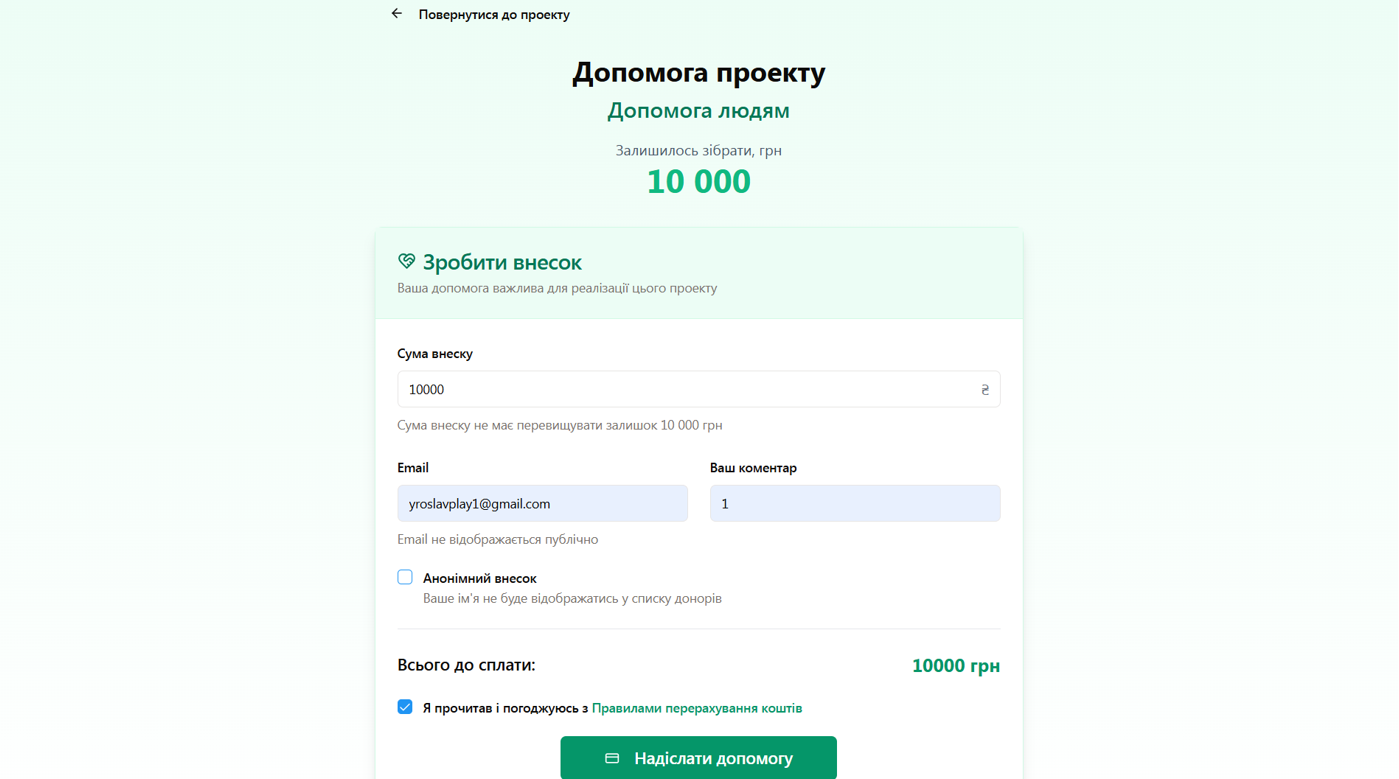 Повернутися до проекту
Допомога проекту
Допомога людям
Залишилось зібрати, грн
10 000
Зробити внесок
Ваша допомога важлива для реалізації цього проекту
Сума внеску
10000 ₴
Сума внеску не має перевищувати залишок 10 000 грн
Email Ваш коментар
yroslavplay1@gmail.com 1
Email не відображається публічно
Анонімний внесок
Ваше ім'я не буде відображатись у списку донорів
Всього до сплати: 10000 грн
Я прочитав і погоджуюсь з Правилами перерахування коштів
Надіслати допомогу